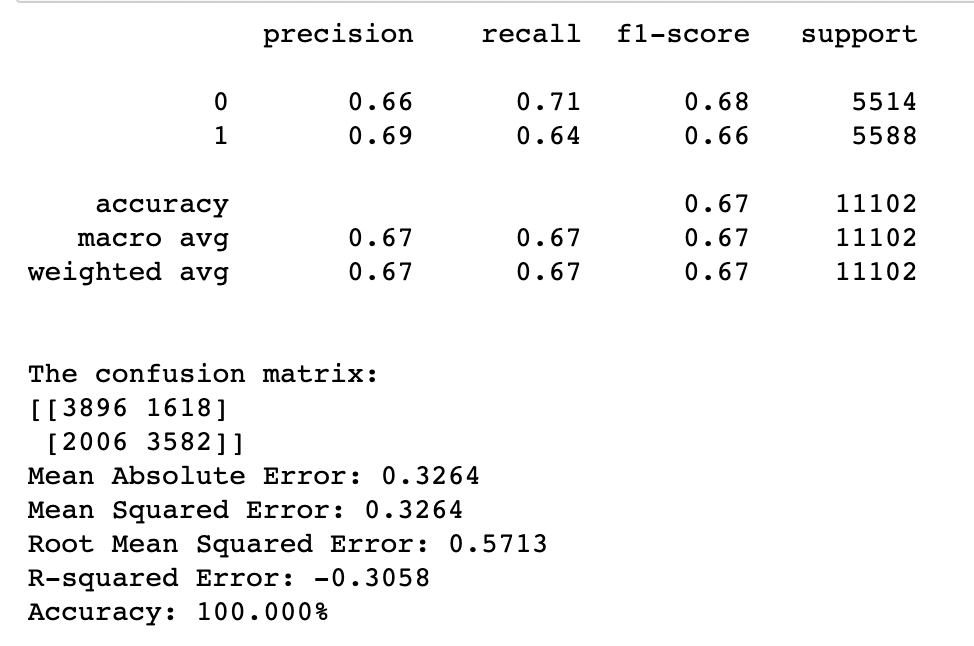 precision recall f1-score support
0 0.66 0.71 0.68 5514
1 0.69 0.64 0.66 5588
accuracy 0.67 11102
macro avg 0.67 0.67 0.67 11102
weighted avg 0.67 0.67 0.67 11102
The confusion matrix:
[[3896 1618]
[2006 3582]]
Mean Absolute Error: 0.3264
Mean Squared Error: 0.3264
Root Mean Squared Error: 0.5713
R-squared Error: -0.3058
Accuracy: 100.000%